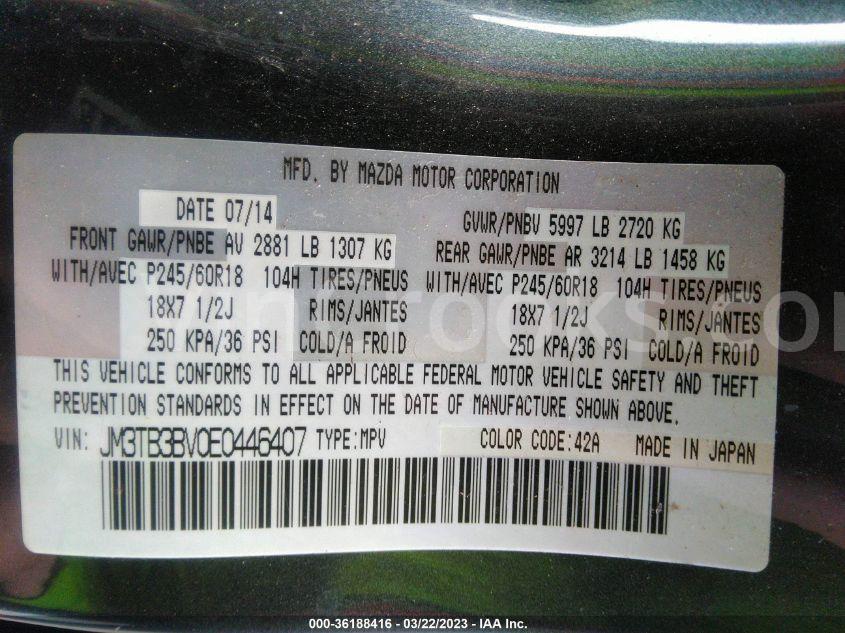 MFD. BY MAZDA MOTOR CORPORATION
DATE 07/14
GVWR/PNBV 5997 LB 2720 KG
FRONT GAWR/PNBE AV 2881 LB 1307 KG
REAR GAWR/PNBE AR 3214 LB 1458 KG
WITH/AVEC P245/60R18 104H TIRES/PNEUS
WITH/AVEC P245/60R18 104H TIRES/PNEUS
18X7 1/2J RIMS/JANTES
18X7 1/2J RIMS/JANTES
250 KPA/36 PSI COLD/A FROID
250 KPA/36 PSI COLD/A FROID
THIS VEHICLE CONFORMS TO ALL APPLICABLE FEDERAL MOTOR VEHICLE SAFETY AND THEFT
PREVENTION STANDARDS IN EFFECT ON THE DATE OF MANUFACTURE SHOWN ABOVE.
VIN: JM3TB3BV0E0446407 TYPE:MPV COLOR CODE:42A MADE IN JAPAN
000-36188416 - 03/22/2023 - IAA Inc.